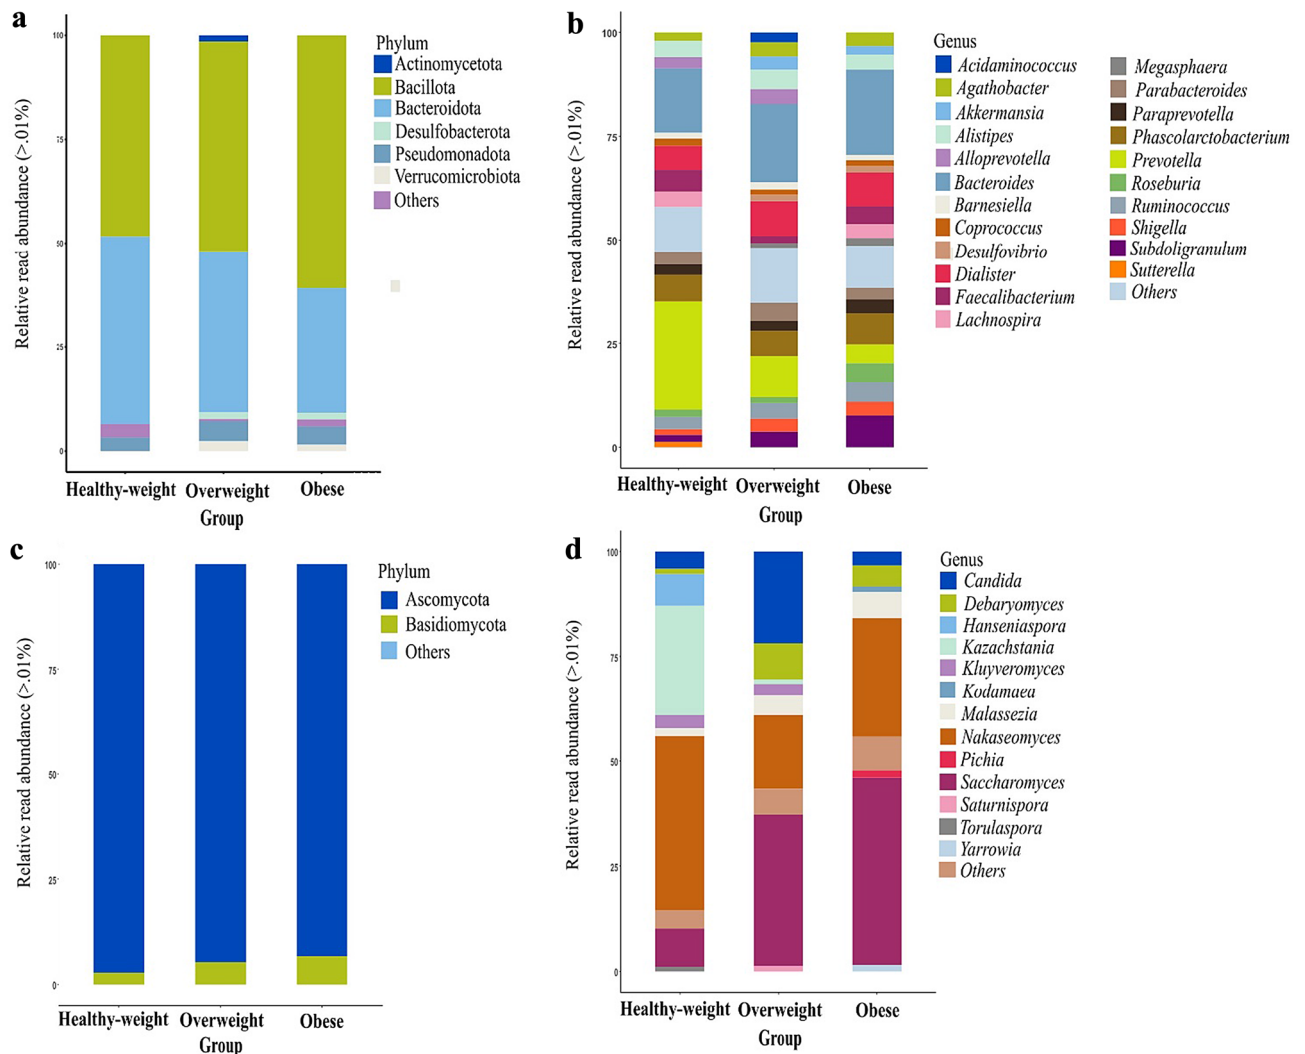 a
Relative read abundance (>.01%)
100
75
50
25
0
Healthy-weight
Overweight
Obese
Group
Phylum
Actinomycetota
Bacillota
Bacteroidota
Desulfobacterota
Pseudomonadota
Verrucomicrobiota
Others
b
Relative read abundance (>.01%)
100
75
50
25
0
Healthy-weight
Overweight
Obese
Group
Genus
Acidaminococcus
Agathobacter
Akkermansia
Alistipes
Alloprevotella
Bacteroides
Barnesiella
Coprococcus
Desulfovibrio
Dialister
Faecalibacterium
Lachnospira
Megasphaera
Parabacteroides
Paraprevotella
Phascolarctobacterium
Prevotella
Roseburia
Ruminococcus
Shigella
Subdoligranulum
Sutterella
Others
c
Relative read abundance (>.01%)
100
75
50
25
0
Healthy-weight
Overweight
Obese
Group
Phylum
Ascomycota
Basidiomycota
Others
d
Relative read abundance (>.01%)
100
75
50
25
0
Healthy-weight
Overweight
Obese
Group
Genus
Candida
Debaryomyces
Hanseniaspora
Kazachstania
Kluyveromyces
Kodamaea
Malassezia
Nakaseomyces
Pichia
Saccharomyces
Saturnispora
Torulaspora
Yarrowia
Others